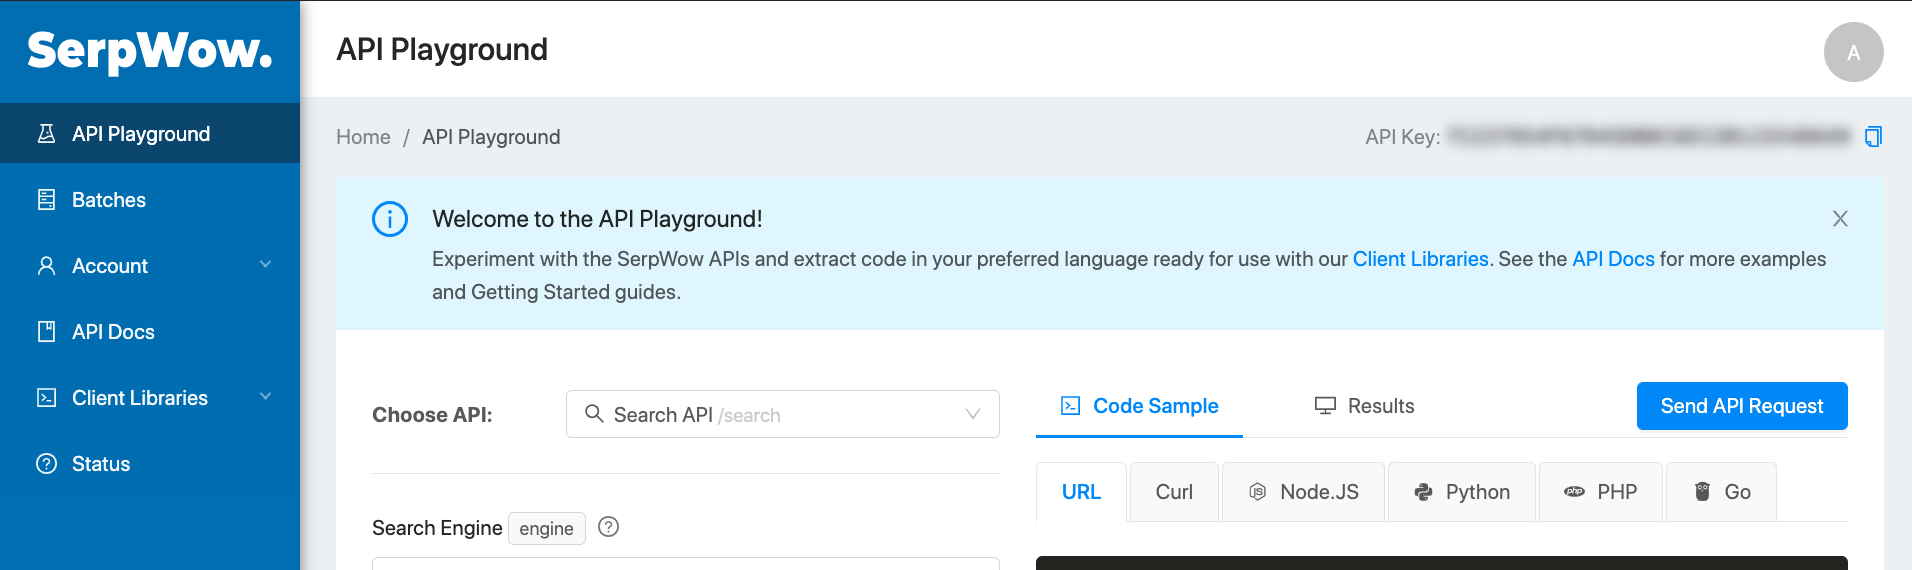 SerpWow.
API Playground
A
API Playground
Batches
Account
API Docs
Client Libraries
Status
Home / API Playground
API Key:
Welcome to the API Playground!
Experiment with the SerpWow APIs and extract code in your preferred language ready for use with our Client Libraries. See the API Docs for more examples
and Getting Started guides.
Choose API:
Search API /search
Search Engine engine
Code Sample
Results
Send API Request
URL
Curl
Node.JS
Python
php PHP
Go